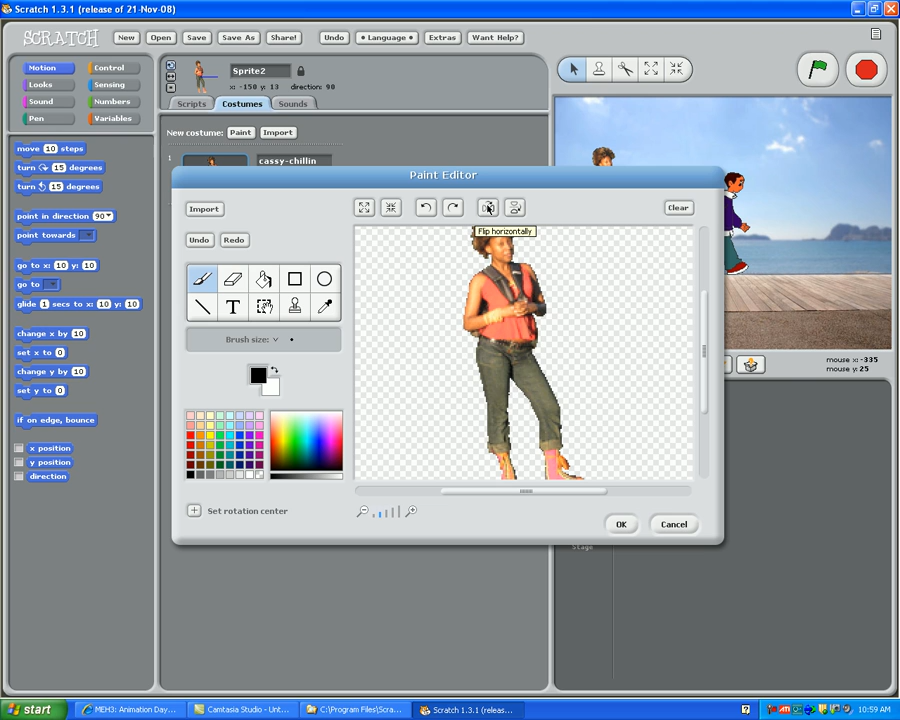 Scratch 1.3.1 (release of 21-Nov-08)
SCRATCH
New
Open
Save
Save As
Share!
Undo
Language
Extras
Want Help?
Motion
Control
Looks
Sensing
Sound
Numbers
Pen
Variables
Sprite2
x: -150 y: 13 direction: 90
Scripts
Costumes
Sounds
New costume:
Paint
Import
1
cassy-chillin
move 10 steps
turn 15 degrees
turn 15 degrees
point in direction 90
point towards
go to x: 10 y: 10
go to
glide 1 secs to x: 10 y: 10
change x by 10
set x to 0
change y by 10
set y to 0
if on edge, bounce
x position
y position
direction
Paint Editor
Import
Clear
Flip horizontally
Undo
Redo
T
Brush size:
Set rotation center
OK
Cancel
mouse x: -335
mouse y: 25
Stage
start
MEH3: Animation Day...
Camtasia Studio - Unt...
C:\Program Files\Scra...
Scratch 1.3.1 (releas...
10:59 AM